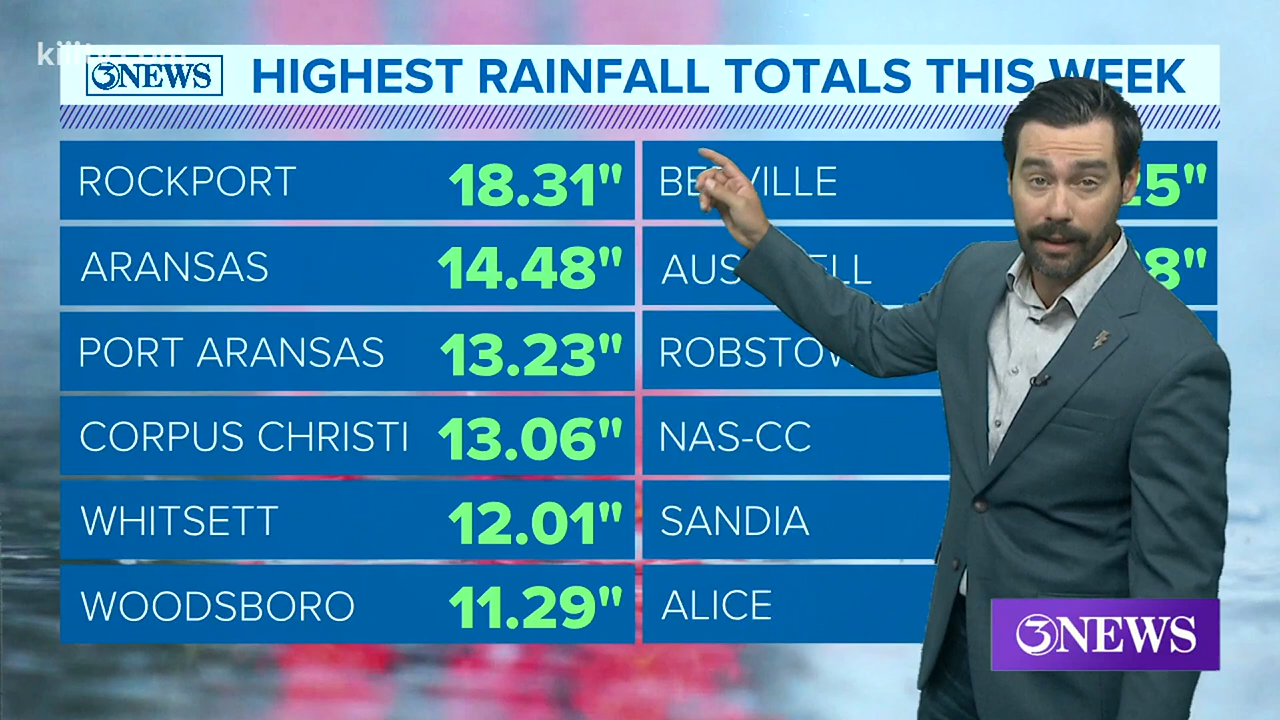 3NEWS HIGHEST RAINFALL TOTALS THIS WEEK
ROCKPORT 18.31"
ARANSAS 14.48"
PORT ARANSAS 13.23"
CORPUS CHRISTI 13.06"
WHITSETT 12.01"
WOODSBORO 11.29"
NAS-CC
SANDIA
ALICE
3NEWS